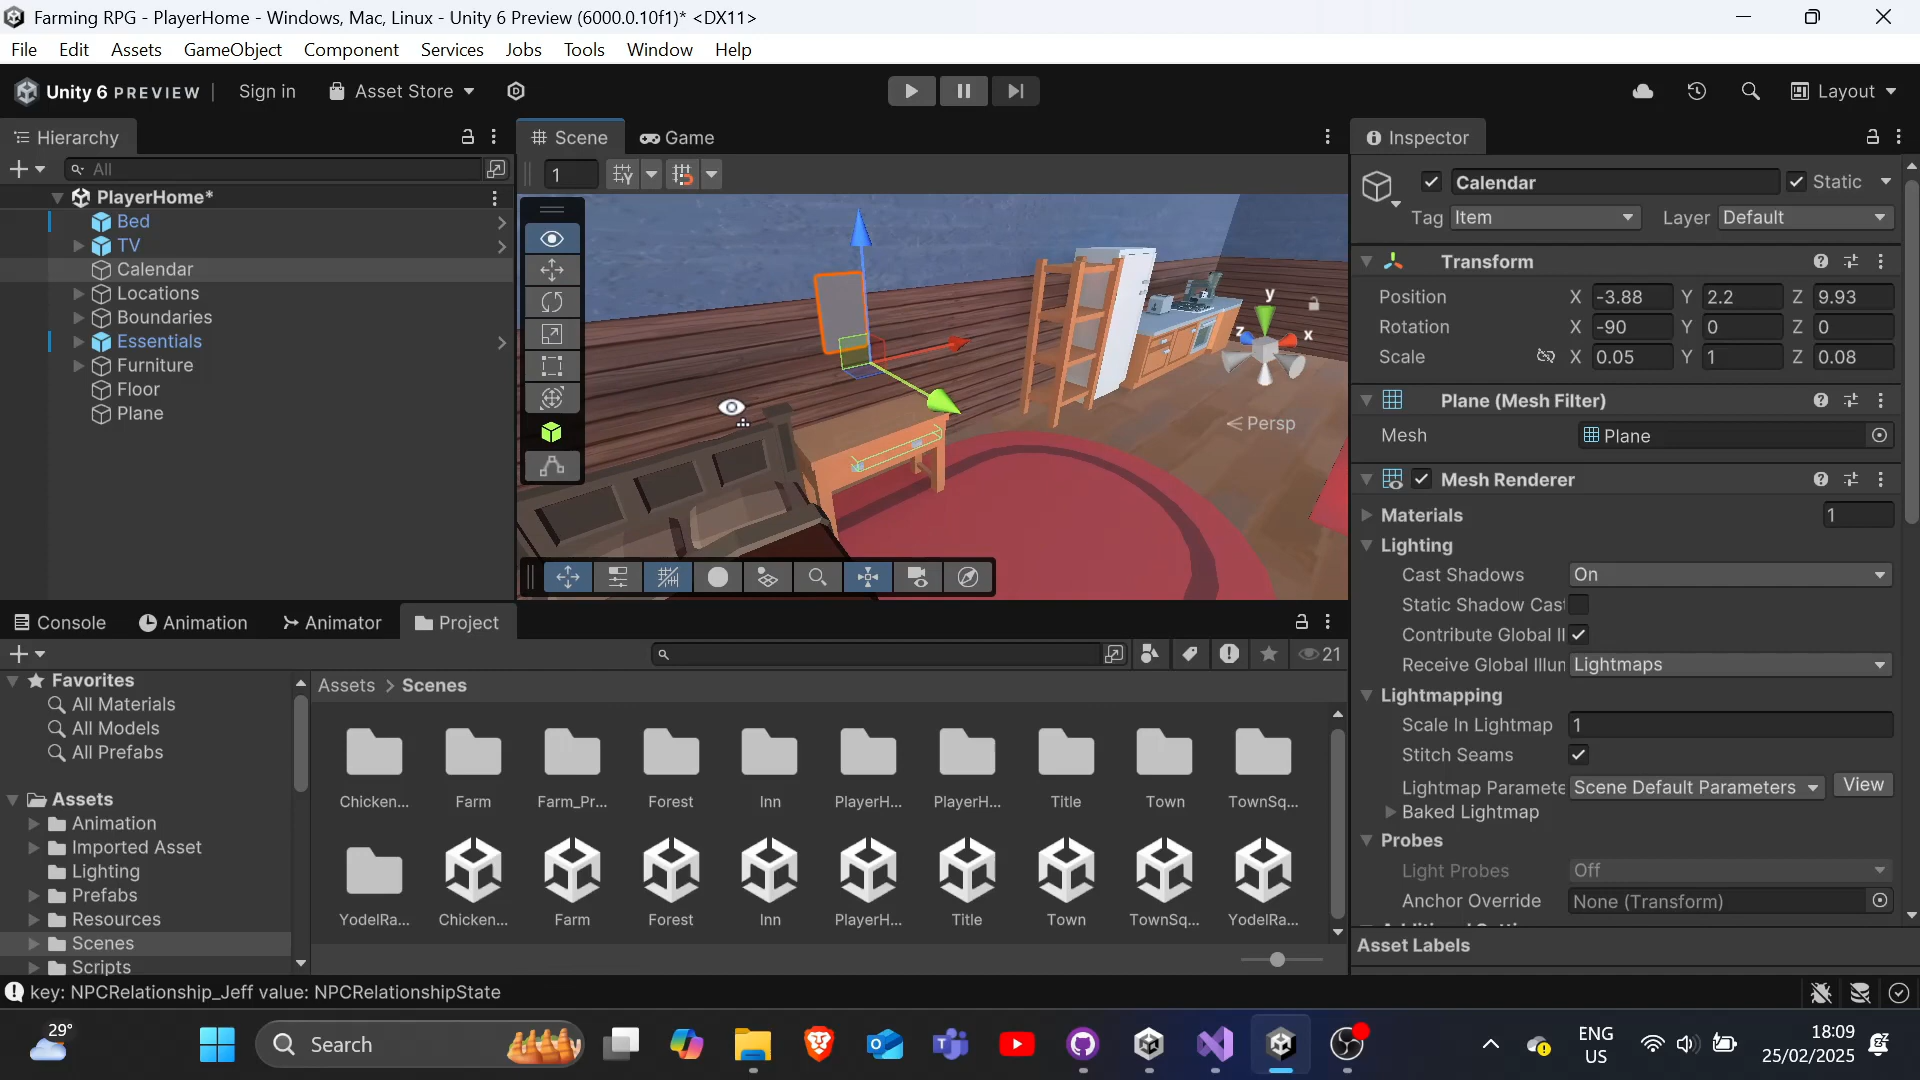 Farming RPG - PlayerHome - Windows, Mac, Linux - Unity 6 Preview (6000.0.10f1)* <DX11>
File Edit Assets GameObject Component Services Jobs Tools Window Help
Unity 6 PREVIEW Sign in Asset Store Layout
Hierarchy
All
PlayerHome*
Bed
TV
Calendar
Locations
Boundaries
Essentials
Furniture
Floor
Plane
Scene Game
1
y
x
z
Persp
Inspector
Calendar Static
Tag Item Layer Default
Transform
Position X -3.88 Y 2.2 Z 9.93
Rotation X -90 Y 0 Z 0
Scale X 0.05 Y 1 Z 0.08
Plane (Mesh Filter)
Mesh Plane
Mesh Renderer
Materials 1
Lighting
Cast Shadows On
Static Shadow Cas
Contribute Global Il
Receive Global Illun Lightmaps
Lightmapping
Scale In Lightmap 1
Stitch Seams
Lightmap Paramete Scene Default Parameters View
Baked Lightmap
Probes
Light Probes Off
Anchor Override None (Transform)
Asset Labels
Console Animation Animator Project
21
Favorites
All Materials
All Models
All Prefabs
Assets
Animation
Imported Asset
Lighting
Prefabs
Resources
Scenes
Scripts
Assets > Scenes
Chicken... Farm Farm_Pr... Forest Inn PlayerH... PlayerH... Title Town TownSq...
YodelRa... Chicken... Farm Forest Inn PlayerH... Title Town TownSq... YodelRa...
key: NPCRelationship_Jeff value: NPCRelationshipState
29°
Search
ENG
US
18:09
25/02/2025